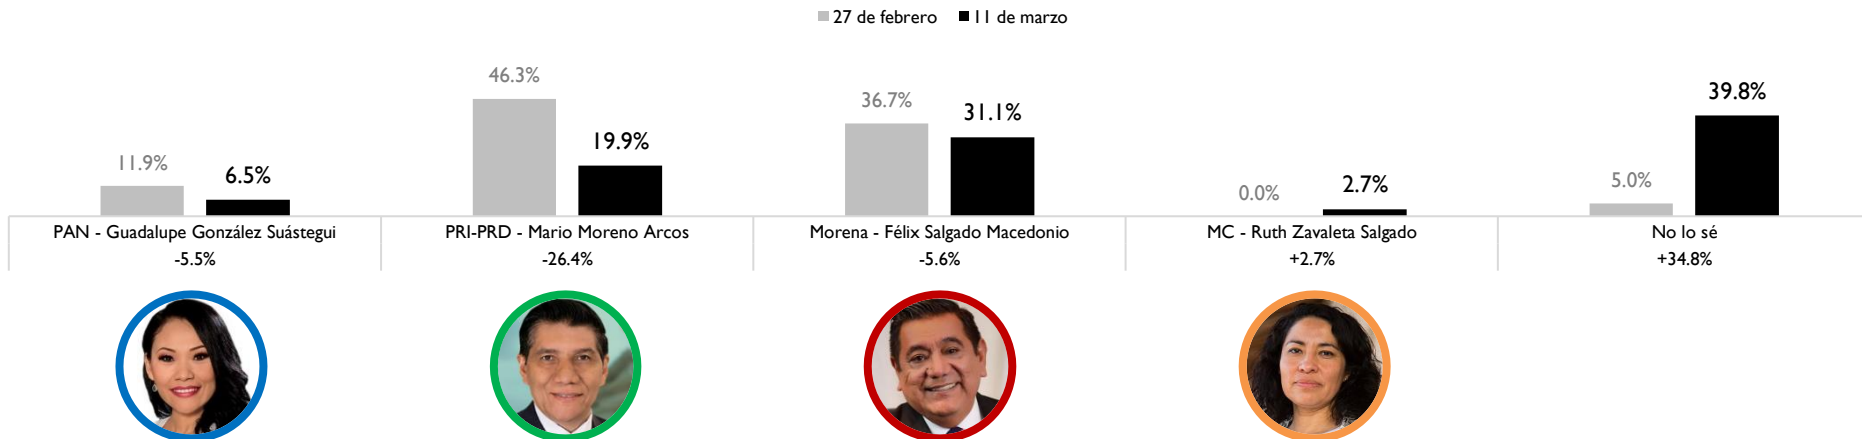 27 de febrero 11 de marzo
46.3%
39.8%
36.7%
31.1%
19.9%
11.9%
6.5%
0.0%
2.7%
5.0%
PAN - Guadalupe González Suástegui
PRI-PRD - Mario Moreno Arcos
Morena - Félix Salgado Macedonio
MC - Ruth Zavaleta Salgado
No lo sé
-5.5%
-26.4%
-5.6%
+2.7%
+34.8%